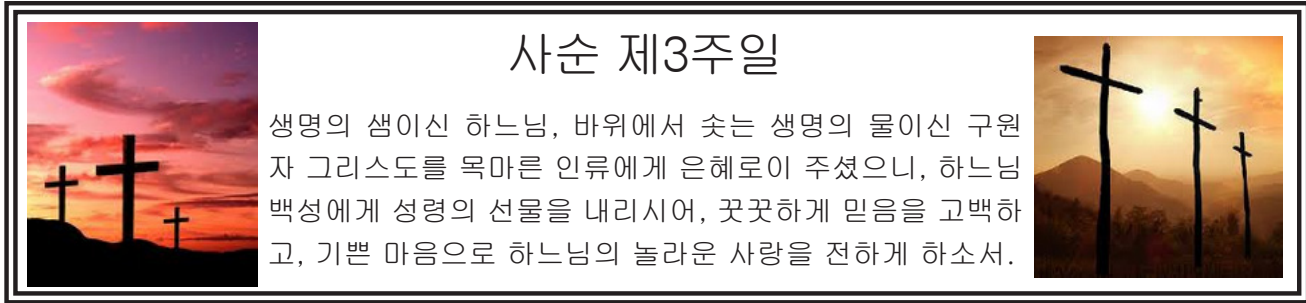 사순 제3주일
생명의 샘이신 하느님, 바위에서 솟는 생명의 물이신 구원
자 그리스도를 목마른 인류에게 은혜로이 주셨으니, 하느님
백성에게 성령의 선물을 내리시어, 꿋꿋하게 믿음을 고백하
고, 기쁜 마음으로 하느님의 놀라운 사랑을 전하게 하소서.